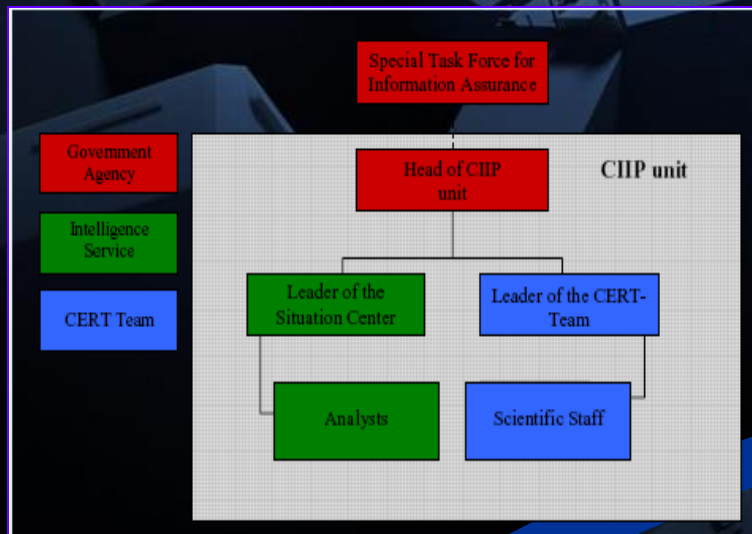 Special Task Force for
Information Assurance
Government
Agency
Head of CIIP
unit
CIIP unit
Intelligence
Service
Leader of the
Situation Center
Leader of the CERT-
Team
CERT Team
Analysts
Scientific Staff